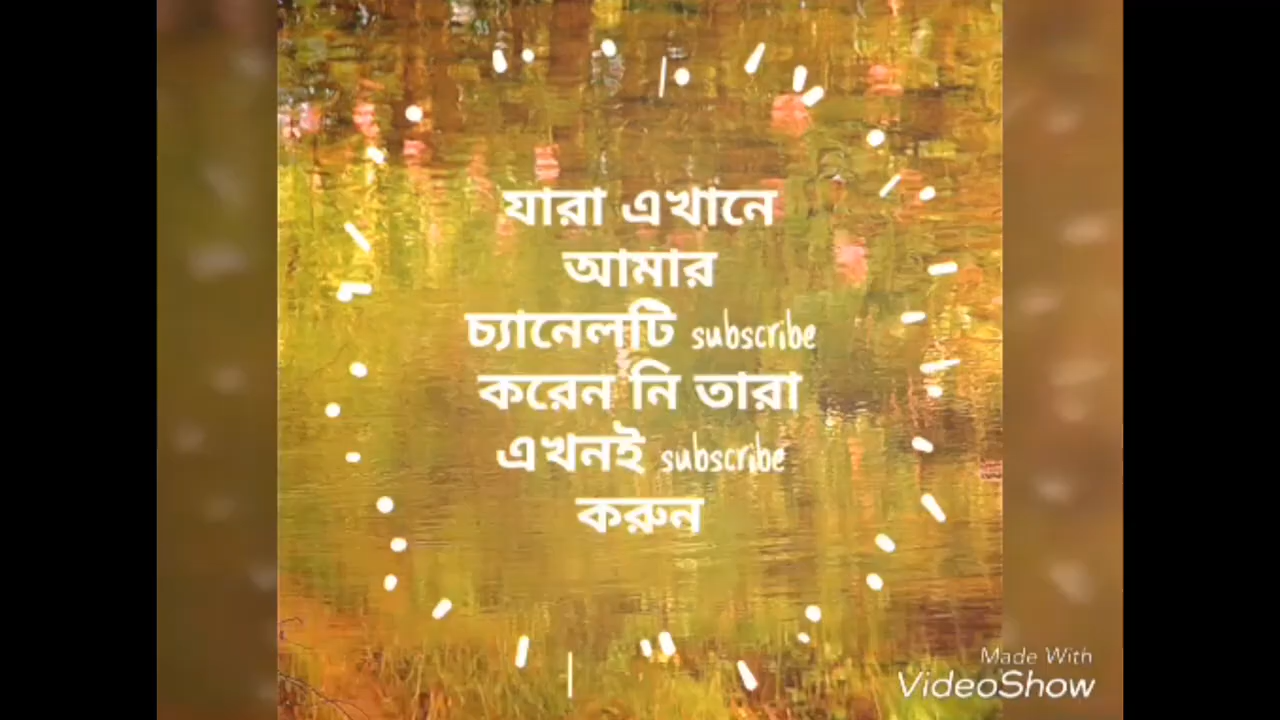 যারা এখানে
আমার
চ্যানেলটি subscribe
করেন নি তারা
এখনই subscribe
করুন
Made With
VideoShow